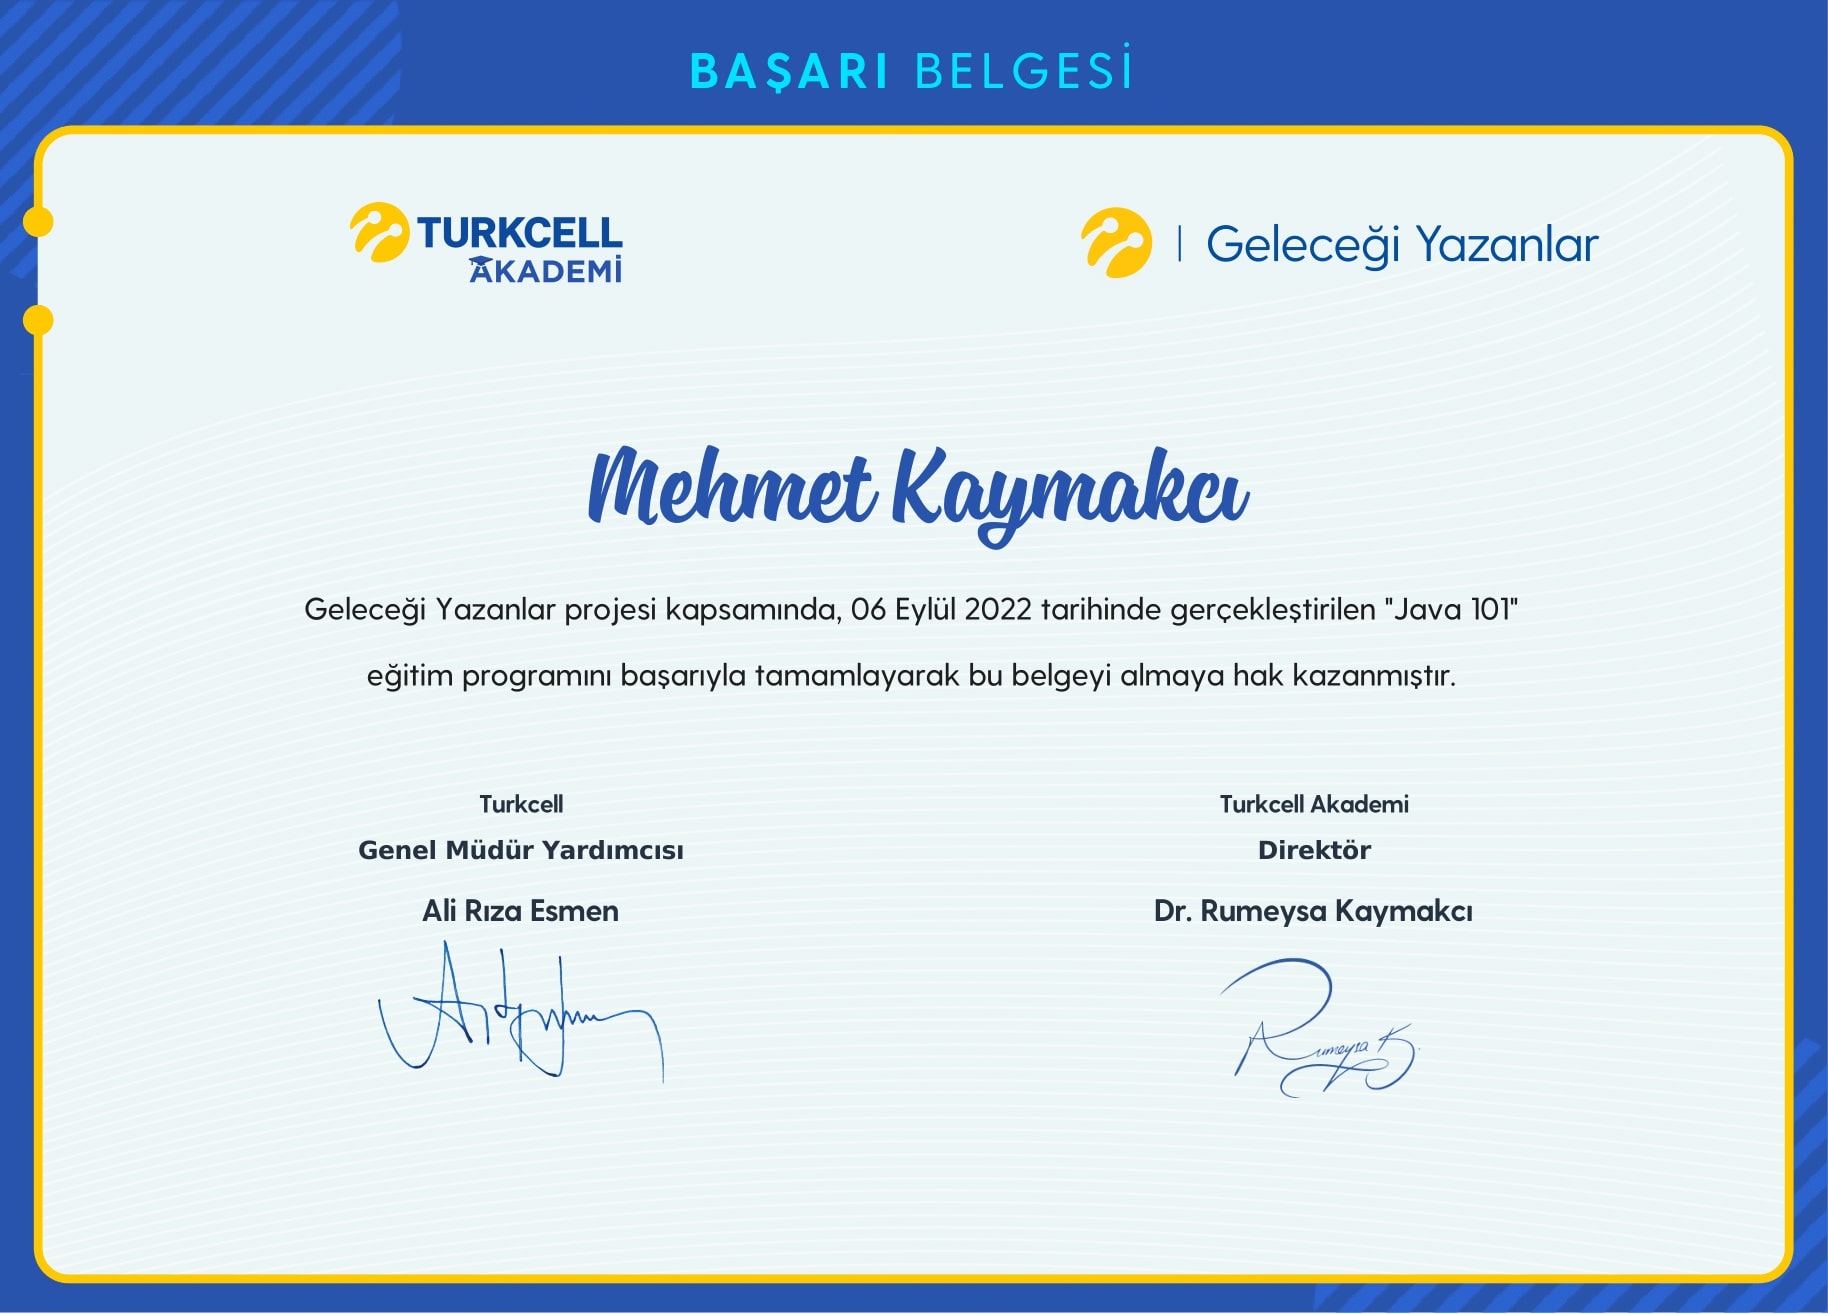 BAŞARI BELGESİ
TURKCELL
AKADEMİ
Geleceği Yazanlar
Mehmet Kaymakcı
Geleceği Yazanlar projesi kapsamında, 06 Eylül 2022 tarihinde gerçekleştirilen "Java 101"
eğitim programını başarıyla tamamlayarak bu belgeyi almaya hak kazanmıştır.
Turkcell
Genel Müdür Yardımcısı
Ali Rıza Esmen
Turkcell Akademi
Direktör
Dr. Rumeysa Kaymakcı
Rumeysa K.